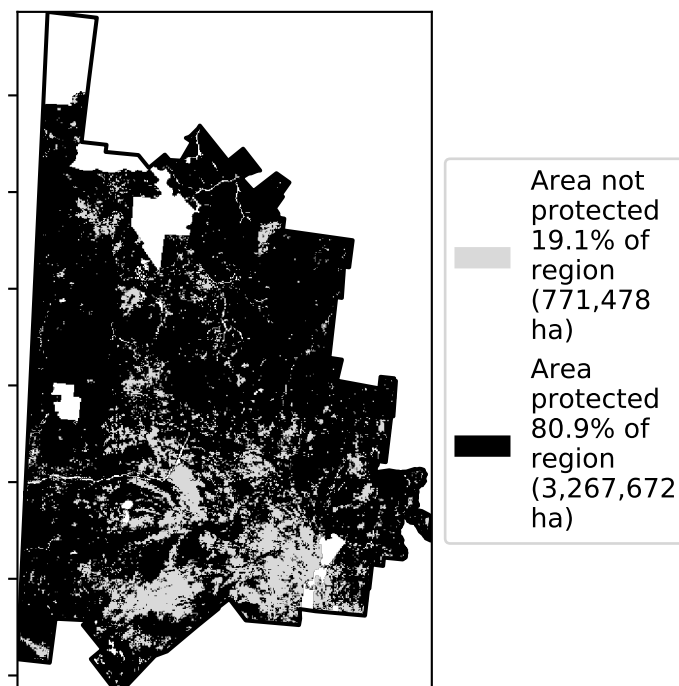 Area not
protected
19.1% of
region
(771,478
ha)
Area
protected
80.9% of
region
(3,267,672
ha)